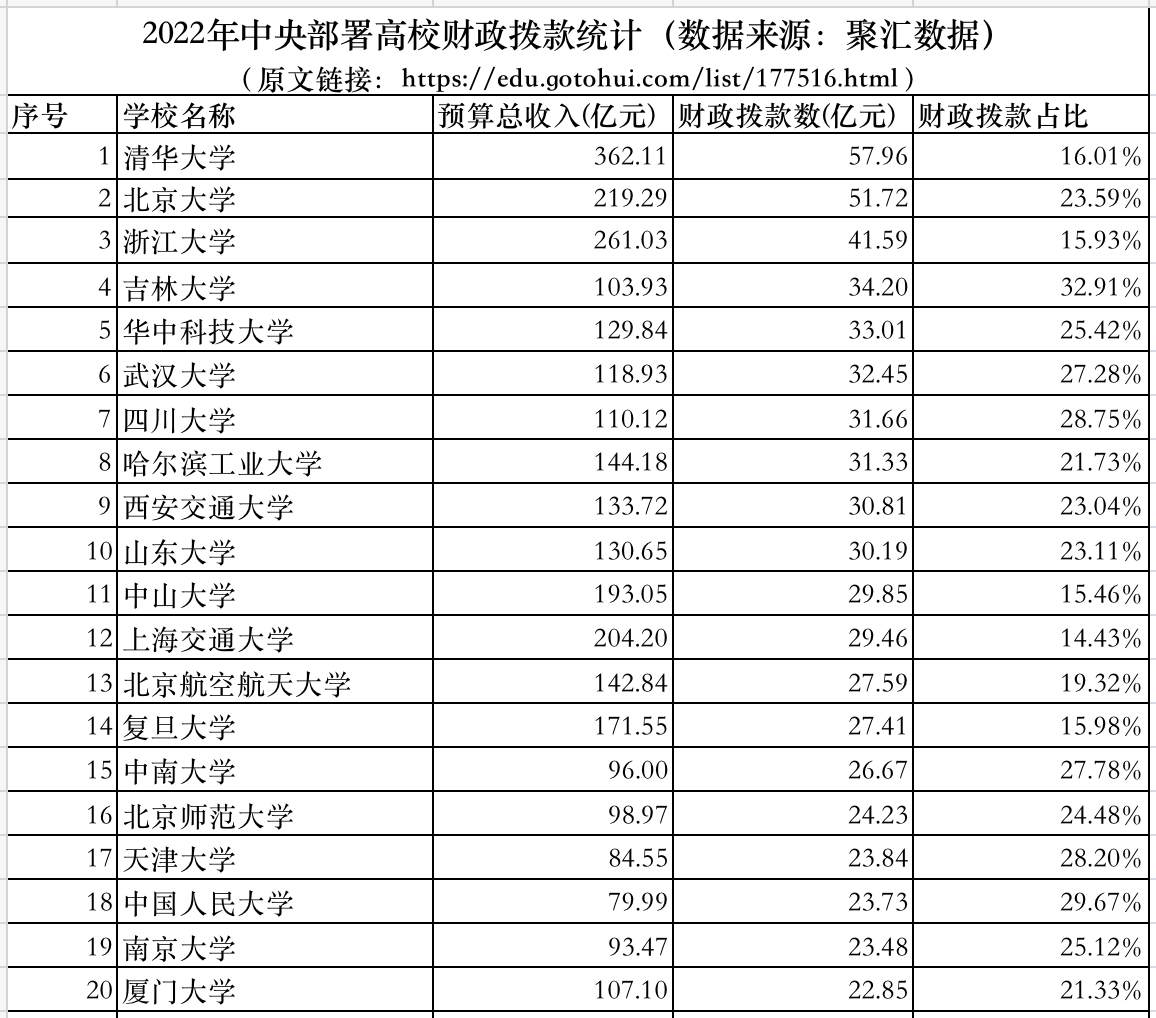 2022年中央部署高校财政拨款统计（数据来源：聚汇数据）
（原文链接：https://edu.gotohui.com/list/177516.html）
序号 学校名称 预算总收入(亿元) 财政拨款数(亿元) 财政拨款占比
1 清华大学 362.11 57.96 16.01%
2 北京大学 219.29 51.72 23.59%
3 浙江大学 261.03 41.59 15.93%
4 吉林大学 103.93 34.20 32.91%
5 华中科技大学 129.84 33.01 25.42%
6 武汉大学 118.93 32.45 27.28%
7 四川大学 110.12 31.66 28.75%
8 哈尔滨工业大学 144.18 31.33 21.73%
9 西安交通大学 133.72 30.81 23.04%
10 山东大学 130.65 30.19 23.11%
11 中山大学 193.05 29.85 15.46%
12 上海交通大学 204.20 29.46 14.43%
13 北京航空航天大学 142.84 27.59 19.32%
14 复旦大学 171.55 27.41 15.98%
15 中南大学 96.00 26.67 27.78%
16 北京师范大学 98.97 24.23 24.48%
17 天津大学 84.55 23.84 28.20%
18 中国人民大学 79.99 23.73 29.67%
19 南京大学 93.47 23.48 25.12%
20 厦门大学 107.10 22.85 21.33%